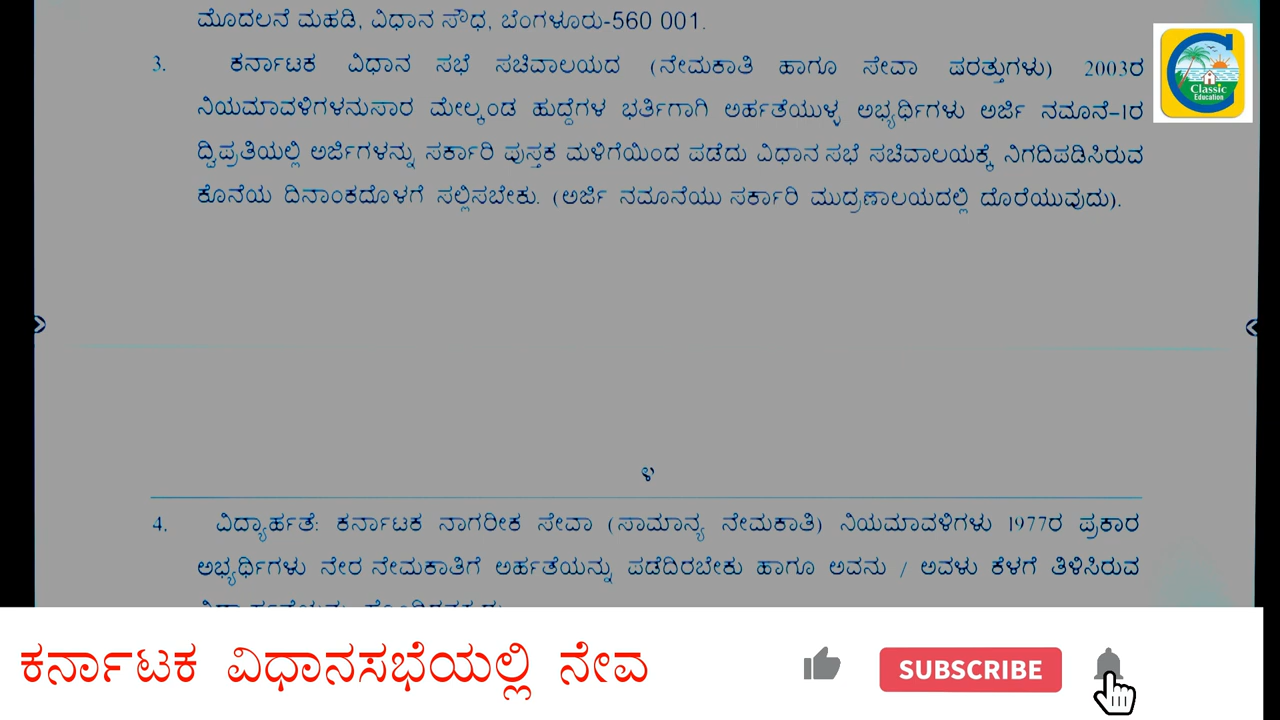 ಮೊದಲನೆ ಮಹಡಿ, ವಿಧಾನ ಸೌಧ, ಬೆಂಗಳೂರು-560 001.
3. ಕರ್ನಾಟಕ ವಿಧಾನ ಸಭೆ ಸಚಿವಾಲಯದ (ನೇಮಕಾತಿ ಹಾಗೂ ಸೇವಾ ಷರತ್ತುಗಳು) 2003ರ
ನಿಯಮಾವಳಿಗಳನುಸಾರ ಮೇಲ್ಕಂಡ ಹುದ್ದೆಗಳ ಭರ್ತಿಗಾಗಿ ಅರ್ಹತೆಯುಳ್ಳ ಅಭ್ಯರ್ಥಿಗಳು ಅರ್ಜಿ ನಮೂನೆ-1ರ
ದ್ವಿಪ್ರತಿಯಲ್ಲಿ ಅರ್ಜಿಗಳನ್ನು ಸರ್ಕಾರಿ ಪುಸ್ತಕ ಮಳಿಗೆಯಿಂದ ಪಡೆದು ವಿಧಾನ ಸಭೆ ಸಚಿವಾಲಯಕ್ಕೆ ನಿಗದಿಪಡಿಸಿರುವ
ಕೊನೆಯ ದಿನಾಂಕದೊಳಗೆ ಸಲ್ಲಿಸಬೇಕು. (ಅರ್ಜಿ ನಮೂನೆಯು ಸರ್ಕಾರಿ ಮುದ್ರಣಾಲಯದಲ್ಲಿ ದೊರೆಯುವುದು).
Classic
Education
೪
4. ವಿದ್ಯಾರ್ಹತೆ: ಕರ್ನಾಟಕ ನಾಗರೀಕ ಸೇವಾ (ಸಾಮಾನ್ಯ ನೇಮಕಾತಿ) ನಿಯಮಾವಳಿಗಳು 1977ರ ಪ್ರಕಾರ
ಅಭ್ಯರ್ಥಿಗಳು ನೇರ ನೇಮಕಾತಿಗೆ ಅರ್ಹತೆಯನ್ನು ಪಡೆದಿರಬೇಕು ಹಾಗೂ ಅವನು / ಅವಳು ಕೆಳಗೆ ತಿಳಿಸಿರುವ
ಕರ್ನಾಟಕ ವಿಧಾನಸಭೆಯಲ್ಲಿ ನೇವ
SUBSCRIBE